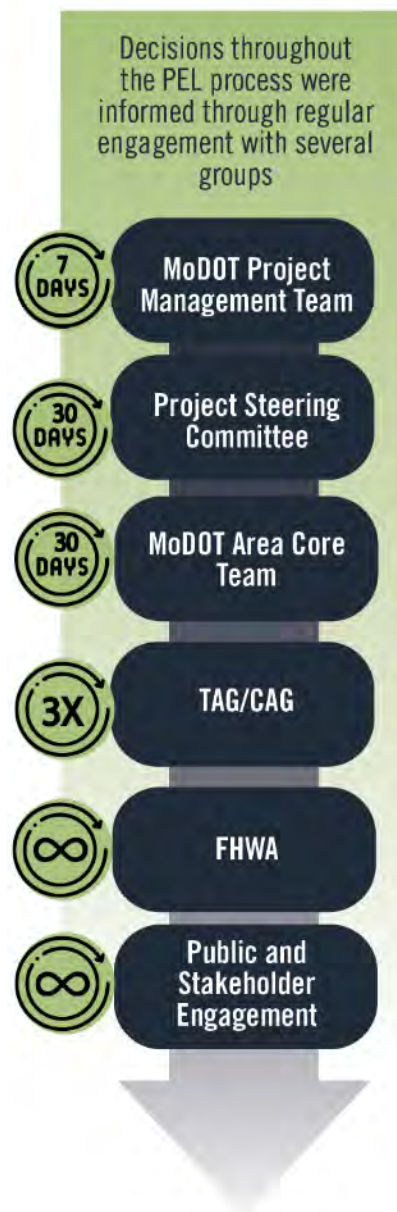 Decisions throughout
the PEL process were
informed through regular
engagement with several
groups
7
DAYS
MoDOT Project
Management Team
30
DAYS
Project Steering
Committee
30
DAYS
MoDOT Area Core
Team
3X
TAG/CAG
∞
FHWA
∞
Public and
Stakeholder
Engagement